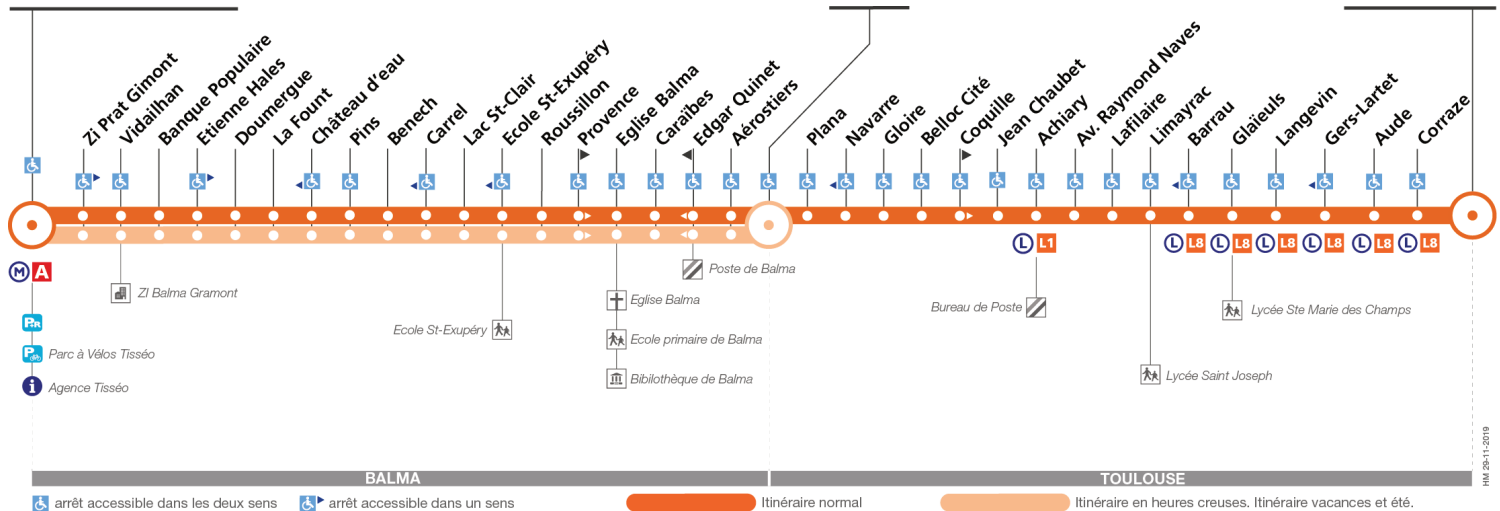 Zi Prat Gimont
Vidailhan
Banque Populaire
Etienne Hales
Doumergue
La Fount
Château d'eau
Pins
Benech
Carrel
Lac St-Clair
Ecole St-Exupéry
Roussillon
Provence
Eglise Balma
Caraïbes
Edgar Quinet
Aérostiers
Plana
Navarre
Gloire
Belloc Cité
Coquille
Jean Chaubet
Achiary
Av. Raymond Naves
Lafilaire
Limayrac
Barrau
Glaïeuls
Langevin
Gers-Lartet
Aude
Corraze
M A
L L1
L L8
L L8
L L8
L L8
L L8
L L8
Poste de Balma
ZI Balma Gramont
Eglise Balma
Bureau de Poste
Lycée Ste Marie des Champs
P+R
Ecole St-Exupéry
Ecole primaire de Balma
P
Parc à Vélos Tisséo
Bibilothèque de Balma
Lycée Saint Joseph
i
Agence Tisséo
HM 29-11-2019
BALMA
TOULOUSE
arrêt accessible dans les deux sens
arrêt accessible dans un sens
Itinéraire normal
Itinéraire en heures creuses. Itinéraire vacances et été.